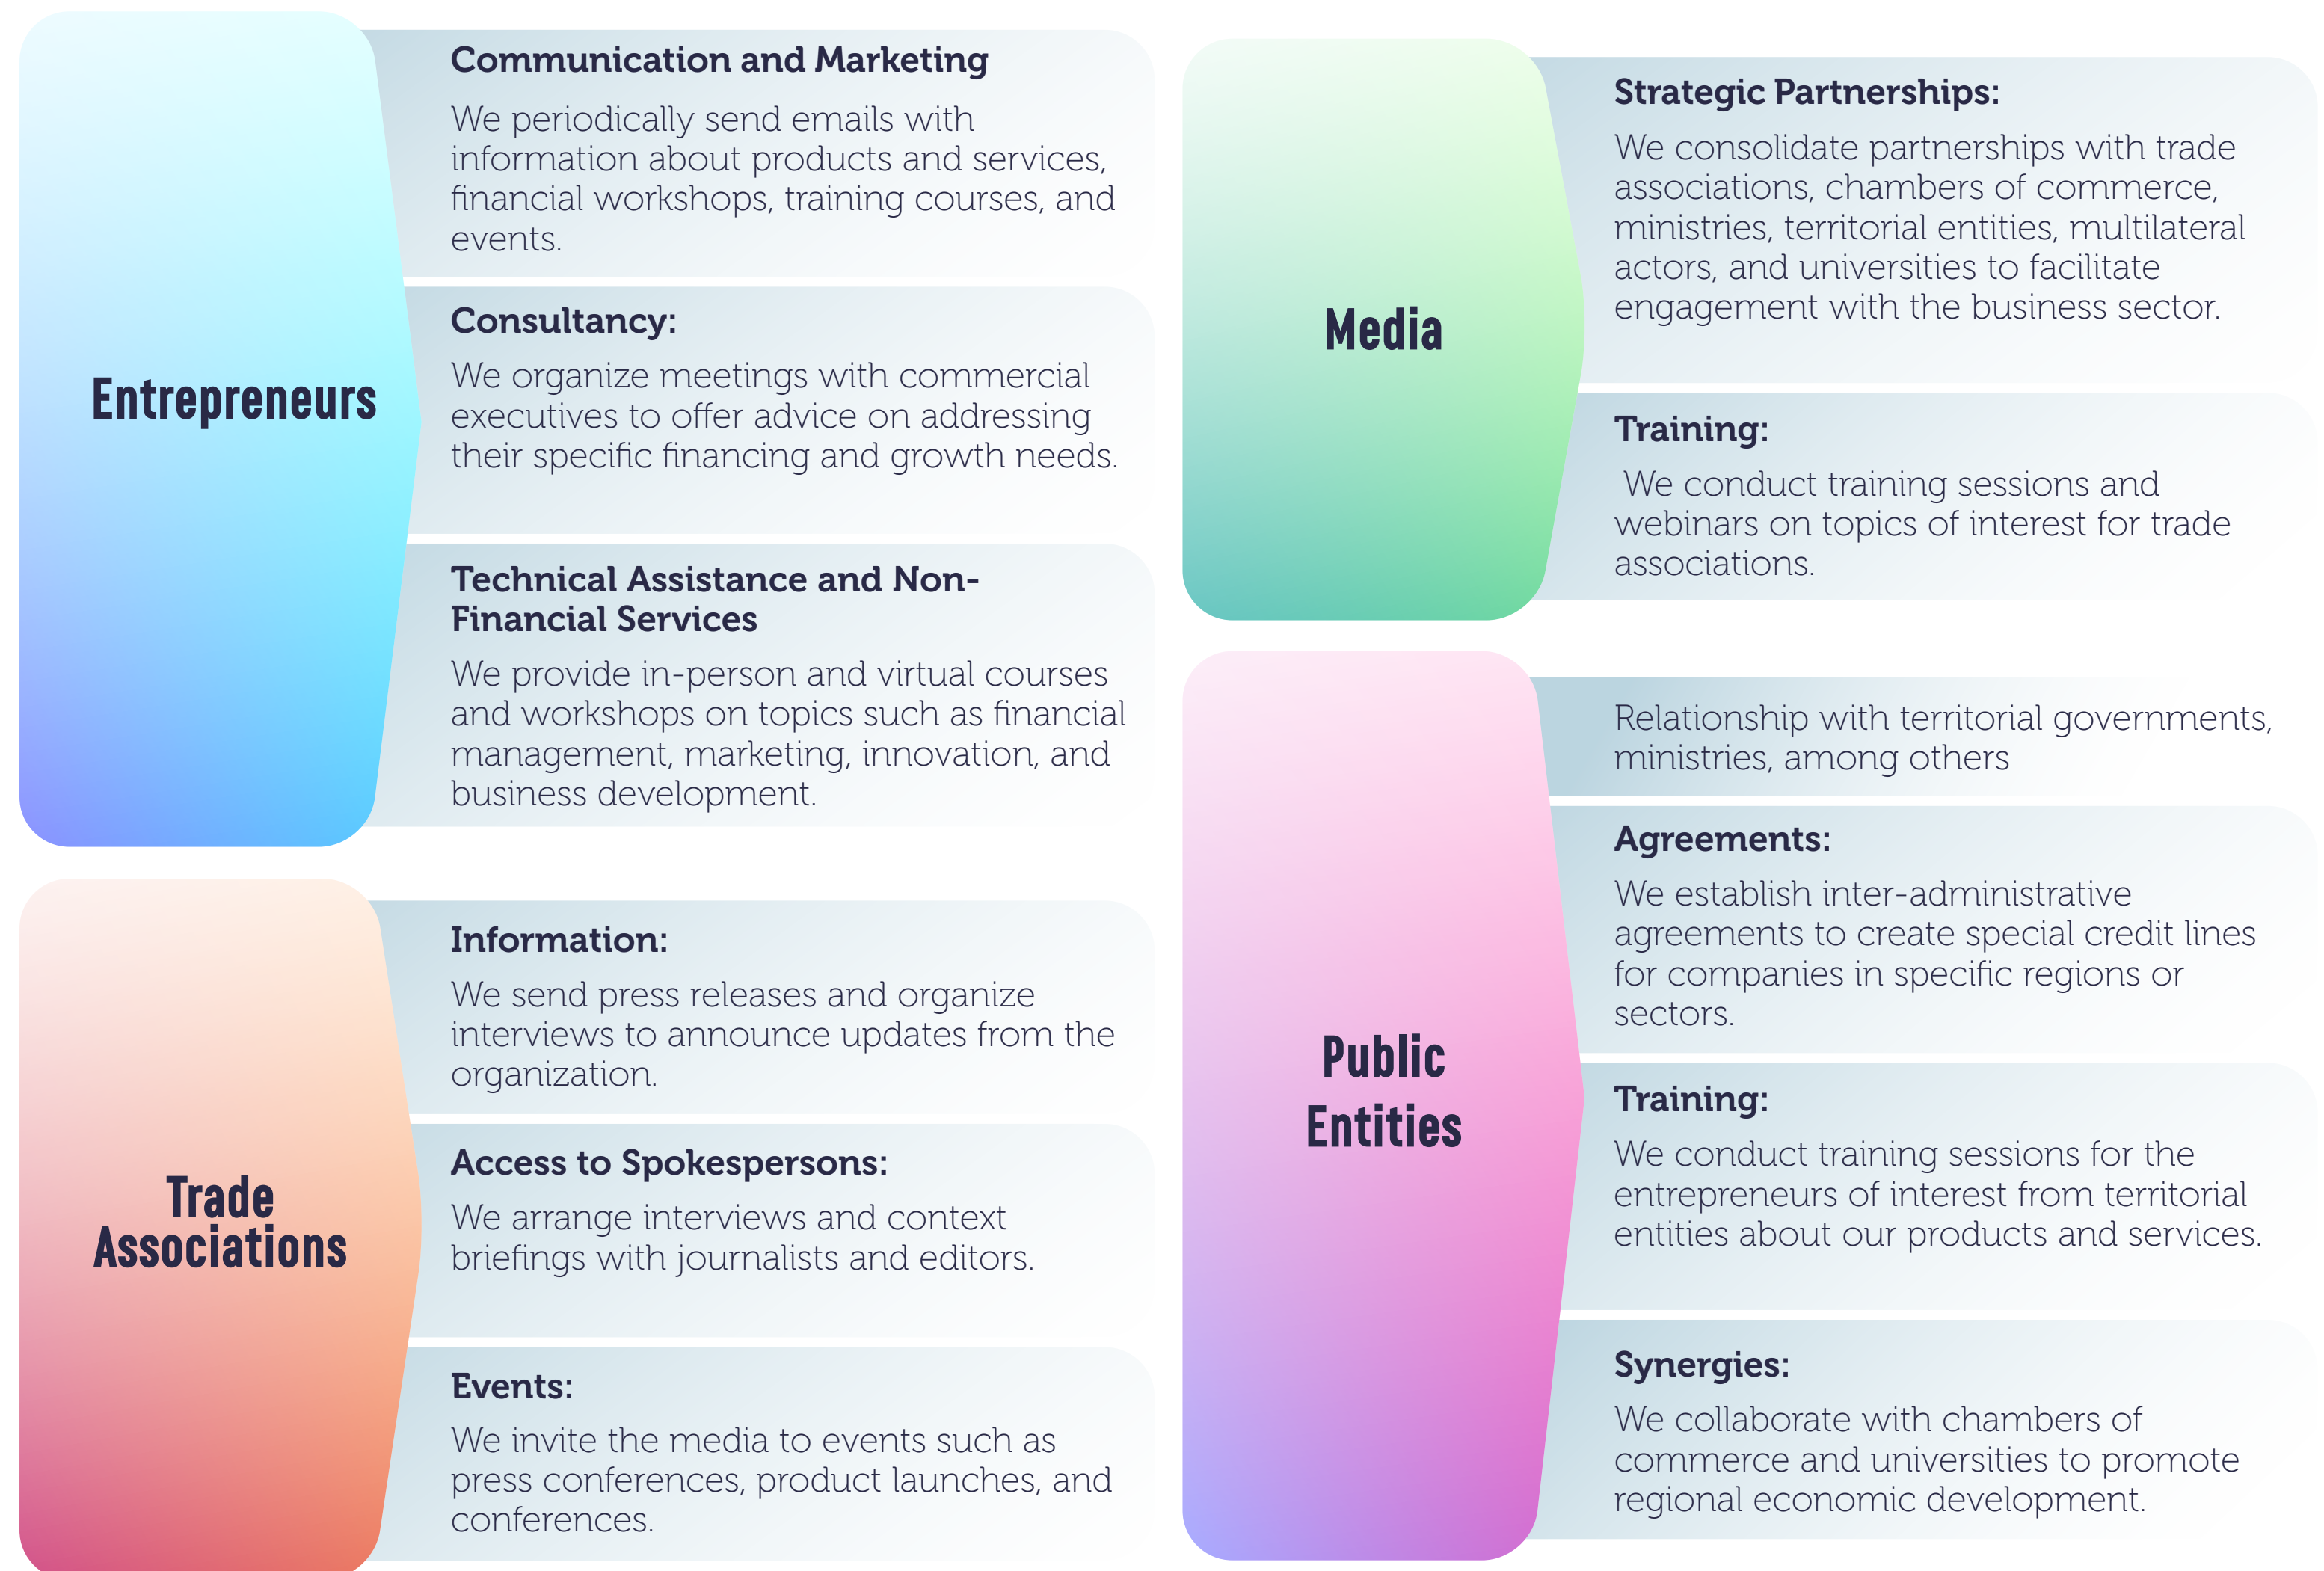 Entrepreneurs
Communication and Marketing
We periodically send emails with
information about products and services,
financial workshops, training courses, and
events.
Consultancy:
We organize meetings with commercial
executives to offer advice on addressing
their specific financing and growth needs.
Technical Assistance and Non-
Financial Services
We provide in-person and virtual courses
and workshops on topics such as financial
management, marketing, innovation, and
business development.
Trade
Associations
Information:
We send press releases and organize
interviews to announce updates from the
organization.
Access to Spokespersons:
We arrange interviews and context
briefings with journalists and editors.
Events:
We invite the media to events such as
press conferences, product launches, and
conferences.
Media
Strategic Partnerships:
We consolidate partnerships with trade
associations, chambers of commerce,
ministries, territorial entities, multilateral
actors, and universities to facilitate
engagement with the business sector.
Training:
We conduct training sessions and
webinars on topics of interest for trade
associations.
Public
Entities
Relationship with territorial governments,
ministries, among others
Agreements:
We establish inter-administrative
agreements to create special credit lines
for companies in specific regions or
sectors.
Training:
We conduct training sessions for the
entrepreneurs of interest from territorial
entities about our products and services.
Synergies:
We collaborate with chambers of
commerce and universities to promote
regional economic development.